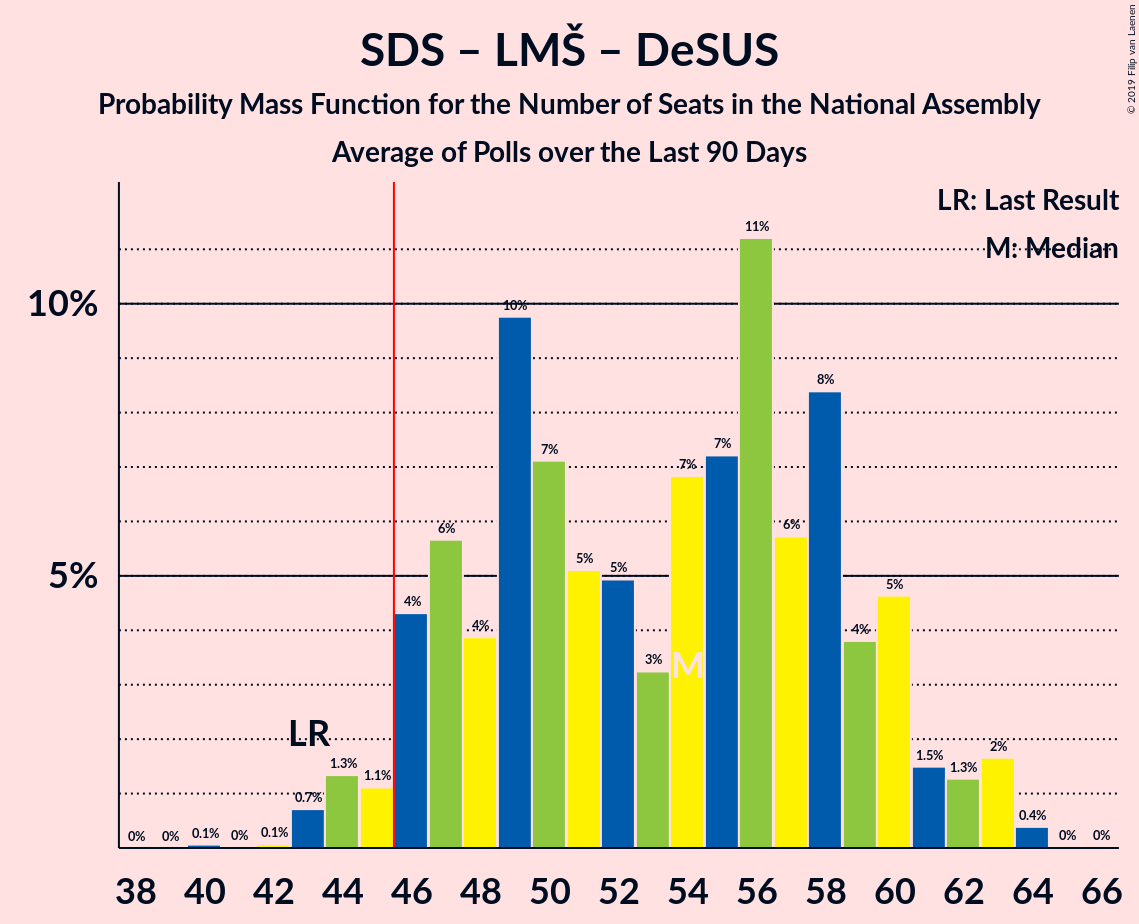 SDS – LMŠ – DeSUS
Probability Mass Function for the Number of Seats in the National Assembly
Average of Polls over the Last 90 Days
© 2019 Filip van Laenen
LR: Last Result
M: Median
10%
5%
0% 0% 0.1% 0% 0.1% 0.7% 1.3% 1.1% 4% 6% 4% 10% 7% 5% 5% 3% 7% 7% 11% 6% 8% 4% 5% 1.5% 1.3% 2% 0.4% 0% 0%
LR
M
38 40 42 44 46 48 50 52 54 56 58 60 62 64 66